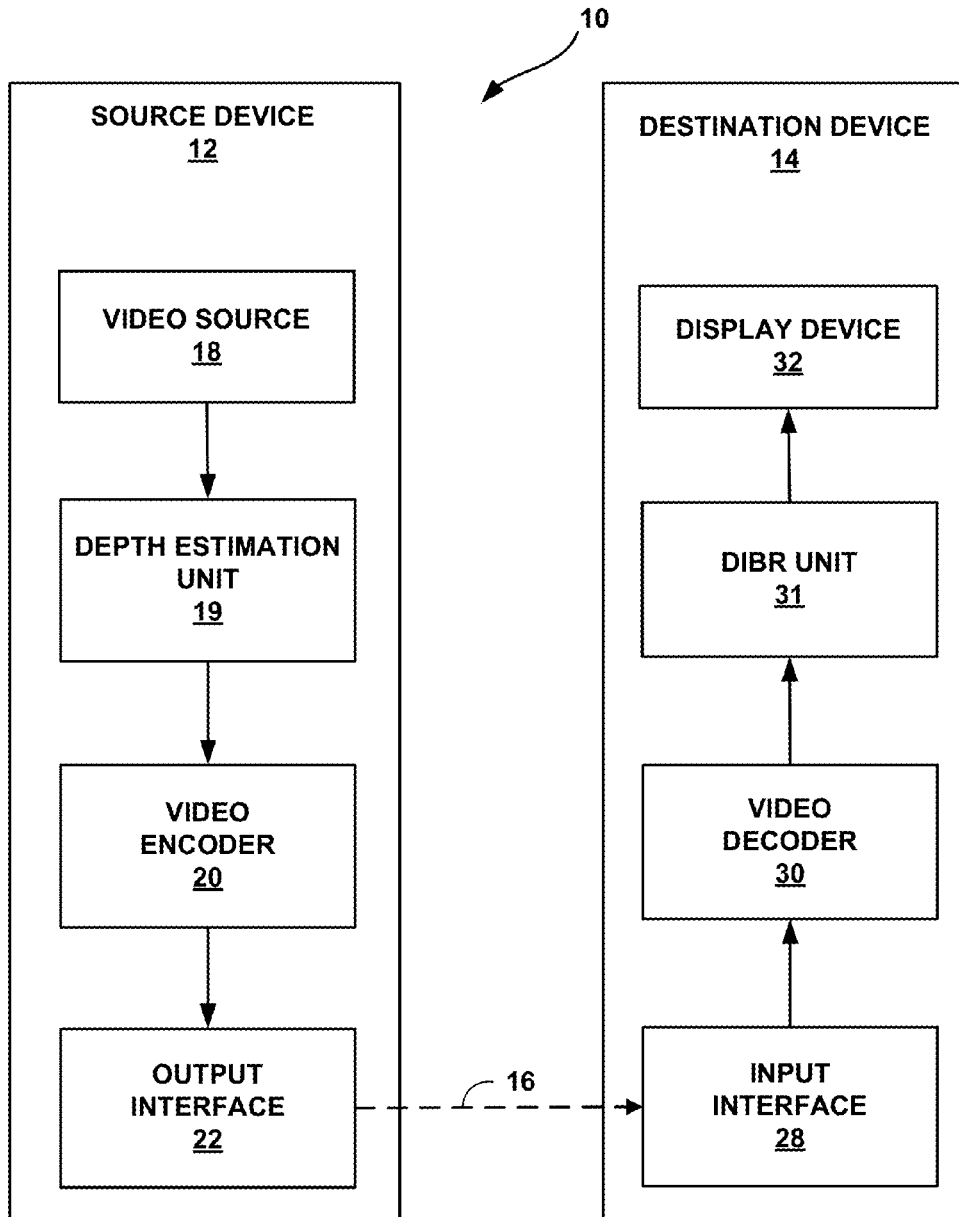 10
SOURCE DEVICE
12
VIDEO SOURCE
18
DEPTH ESTIMATION
UNIT
19
VIDEO
ENCODER
20
OUTPUT
INTERFACE
22
16
DESTINATION DEVICE
14
DISPLAY DEVICE
32
DIBR UNIT
31
VIDEO
DECODER
30
INPUT
INTERFACE
28